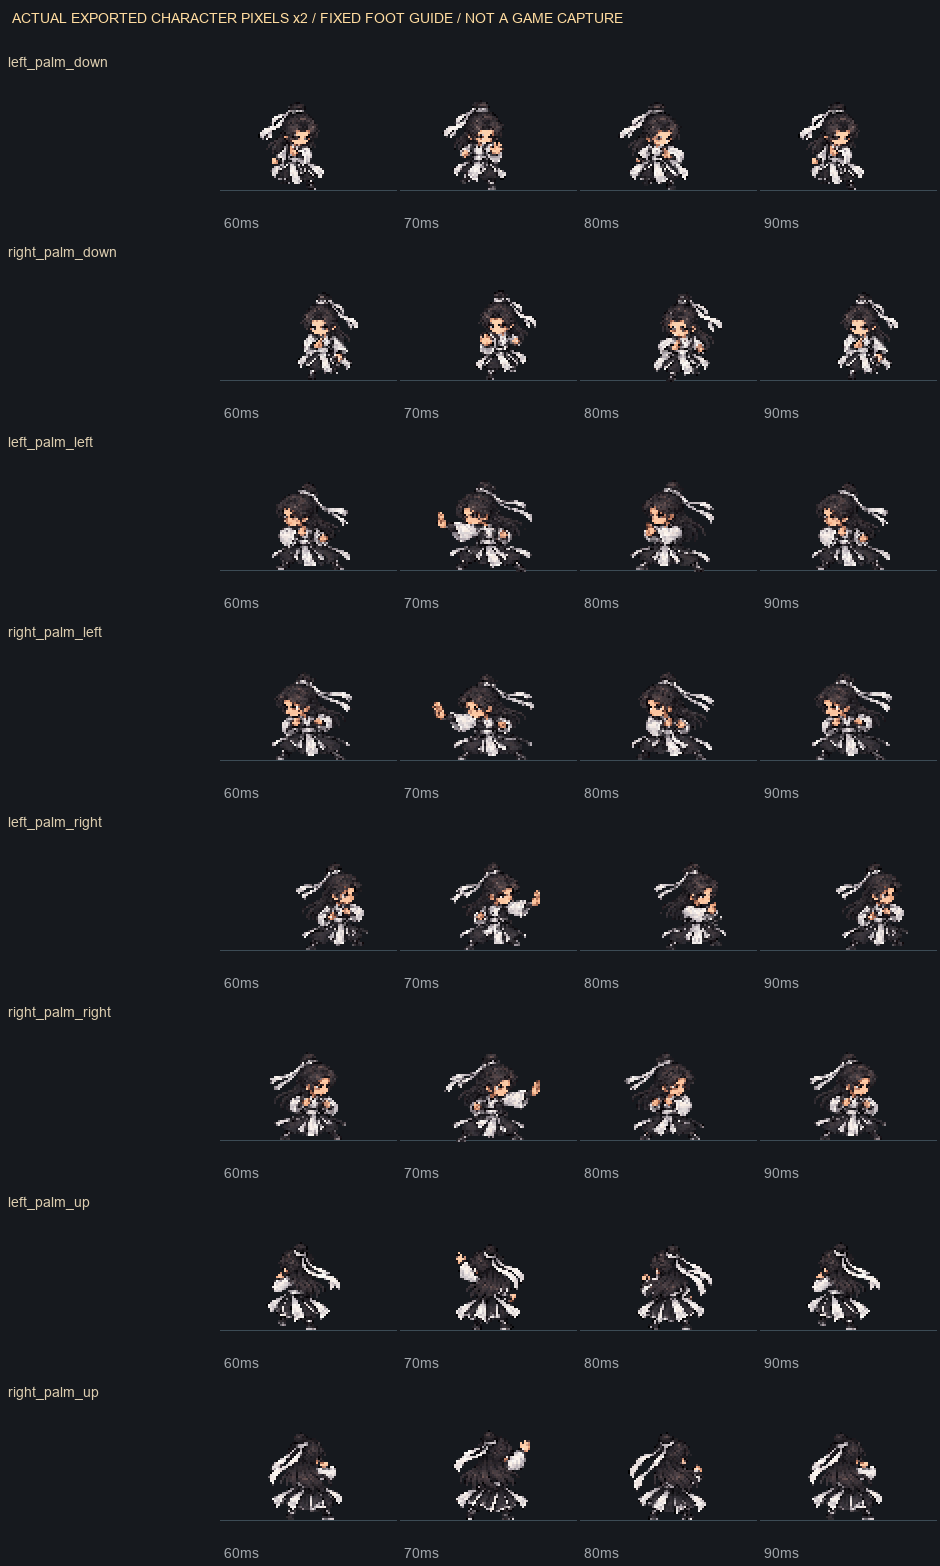 ACTUAL EXPORTED CHARACTER PIXELS x2 / FIXED FOOT GUIDE / NOT A GAME CAPTURE
left_palm_down
60ms 70ms 80ms 90ms
right_palm_down
60ms 70ms 80ms 90ms
left_palm_left
60ms 70ms 80ms 90ms
right_palm_left
60ms 70ms 80ms 90ms
left_palm_right
60ms 70ms 80ms 90ms
right_palm_right
60ms 70ms 80ms 90ms
left_palm_up
60ms 70ms 80ms 90ms
right_palm_up
60ms 70ms 80ms 90ms